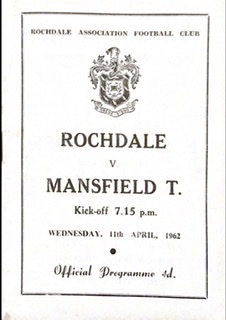 ROCHDALE ASSOCIATION FOOTBALL CLUB
ROCHDALE
V
MANSFIELD T.
Kick-off 7.15 p.m.
WEDNESDAY, 11th APRIL, 1962
Official Programme 4d.